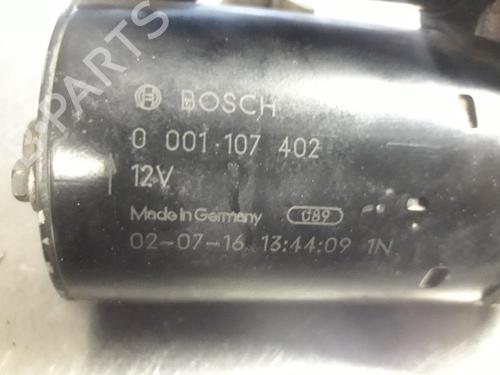 BOSCH
0 001 107 402
12V
Made in Germany 089
02-07-16 13:44:09 1N